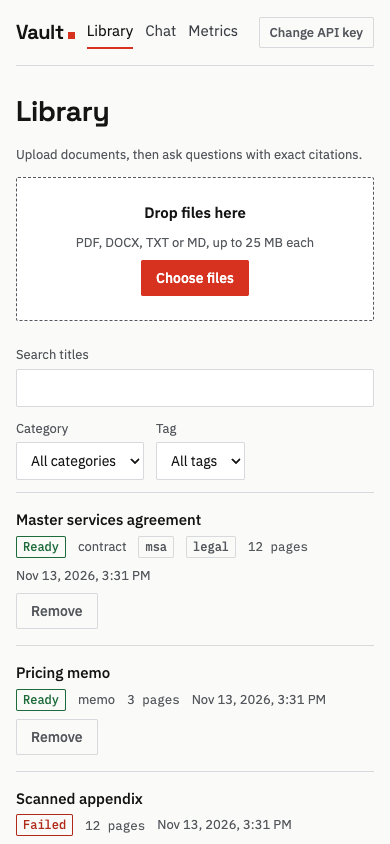 Vault Library Chat Metrics Change API key
Library
Upload documents, then ask questions with exact citations.
Drop files here
PDF, DOCX, TXT or MD, up to 25 MB each
Choose files
Search titles
Category Tag
All categories All tags
Master services agreement
Ready contract msa legal 12 pages
Nov 13, 2026, 3:31 PM
Remove
Pricing memo
Ready memo 3 pages Nov 13, 2026, 3:31 PM
Remove
Scanned appendix
Failed 12 pages Nov 13, 2026, 3:31 PM